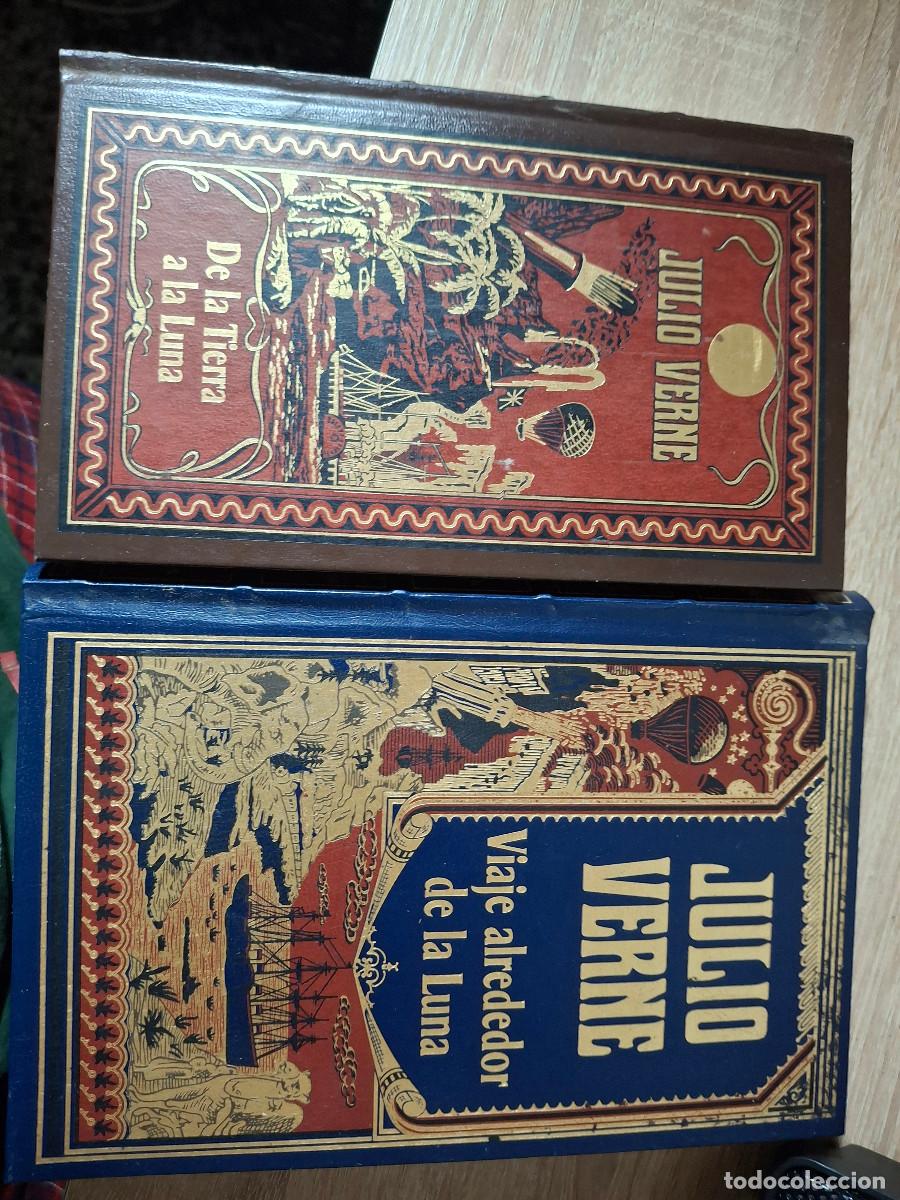 JULIO VERNE
De la Tierra
a la Luna
JULIO
VERNE
Viaje alrededor
de la Luna
todocoleccion